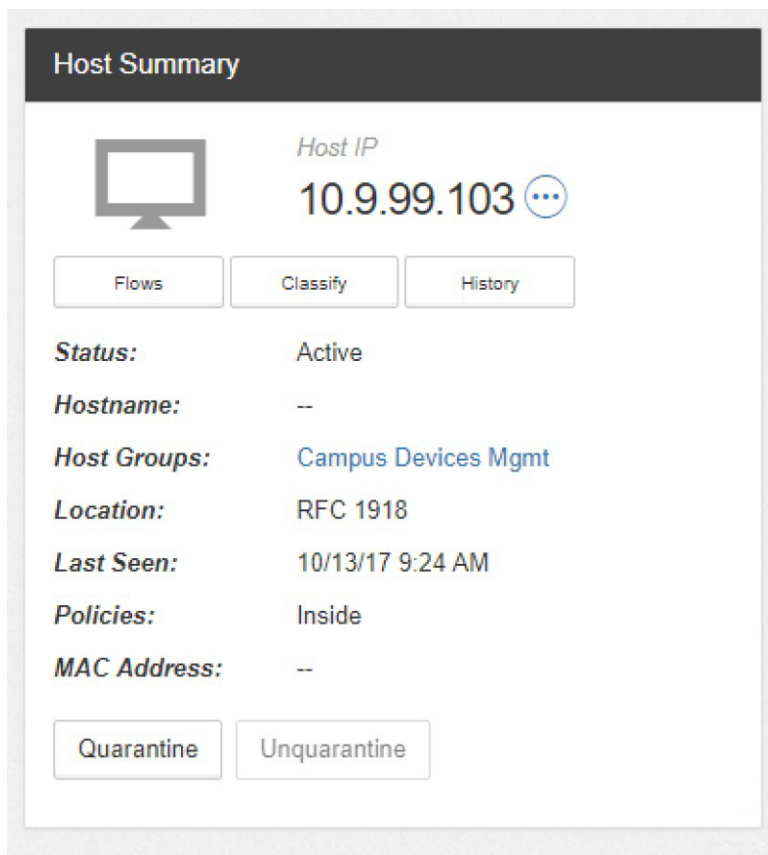 Host Summary
Host IP
10.9.99.103
Flows Classify History
Status: Active
Hostname: --
Host Groups: Campus Devices Mgmt
Location: RFC 1918
Last Seen: 10/13/17 9:24 AM
Policies: Inside
MAC Address: --
Quarantine Unquarantine